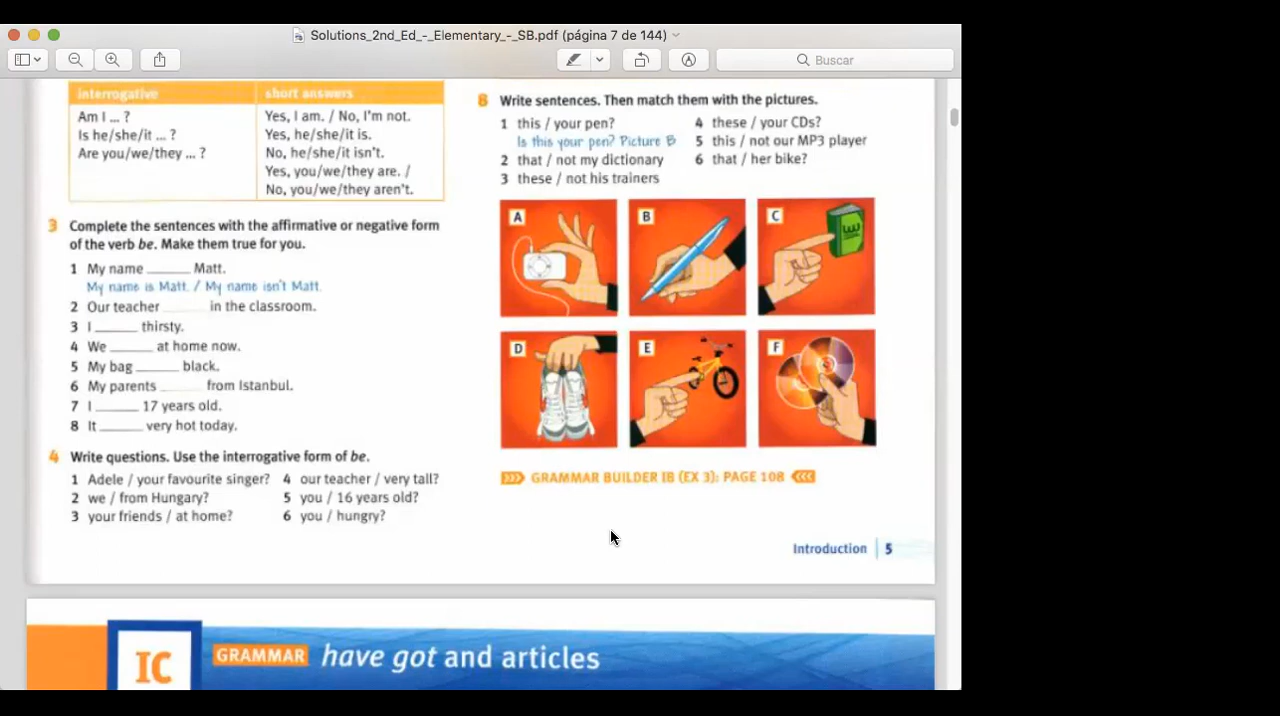 Solutions_2nd_Ed_-_Elementary_-_SB.pdf (página 7 de 144)
Buscar
interrogative short answers
Am I ... ? Yes, I am. / No, I'm not.
Is he/she/it ... ? Yes, he/she/it is.
Are you/we/they ... ? No, he/she/it isn't.
Yes, you/we/they are. /
No, you/we/they aren't.
3 Complete the sentences with the affirmative or negative form
of the verb be. Make them true for you.
1 My name ______ Matt.
My name is Matt. / My name isn't Matt.
2 Our teacher ______ in the classroom.
3 I ______ thirsty.
4 We ______ at home now.
5 My bag ______ black.
6 My parents ______ from Istanbul.
7 I ______ 17 years old.
8 It ______ very hot today.
4 Write questions. Use the interrogative form of be.
1 Adele / your favourite singer?
2 we / from Hungary?
3 your friends / at home?
4 our teacher / very tall?
5 you / 16 years old?
6 you / hungry?
8 Write sentences. Then match them with the pictures.
1 this / your pen?
Is this your pen? Picture B
2 that / not my dictionary
3 these / not his trainers
4 these / your CDs?
5 this / not our MP3 player
6 that / her bike?
A
B
C
D
E
F
GRAMMAR BUILDER IB (EX 3): PAGE 108
Introduction 5
IC GRAMMAR have got and articles